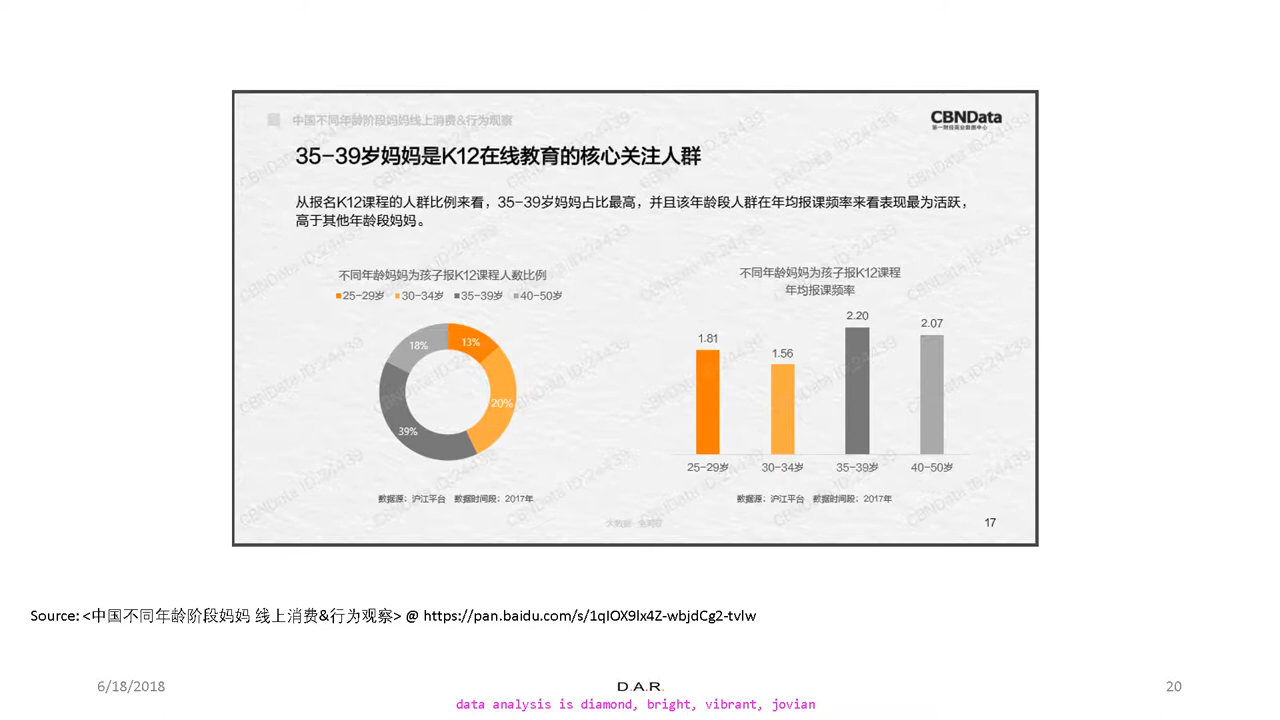 中国不同年龄阶段妈妈线上消费&行为观察
CBNData
第一财经商业数据中心
35-39岁妈妈是K12在线教育的核心关注人群
从报名K12课程的人群比例来看，35-39岁妈妈占比最高，并且该年龄段人群在年均报课频率来看表现最为活跃，
高于其他年龄段妈妈。
不同年龄妈妈为孩子报K12课程人数比例
25-29岁 30-34岁 35-39岁 40-50岁
18%
13%
20%
39%
数据源：沪江平台 数据时间段：2017年
不同年龄妈妈为孩子报K12课程
年均报课频率
1.81
1.56
2.20
2.07
25-29岁 30-34岁 35-39岁 40-50岁
数据源：沪江平台 数据时间段：2017年
CBNData ID:24439
17
Source: <中国不同年龄阶段妈妈 线上消费&行为观察> @ https://pan.baidu.com/s/1qIOX9lx4Z-wbjdCg2-tvlw
6/18/2018
D.A.R.
20
data analysis is diamond, bright, vibrant, jovian